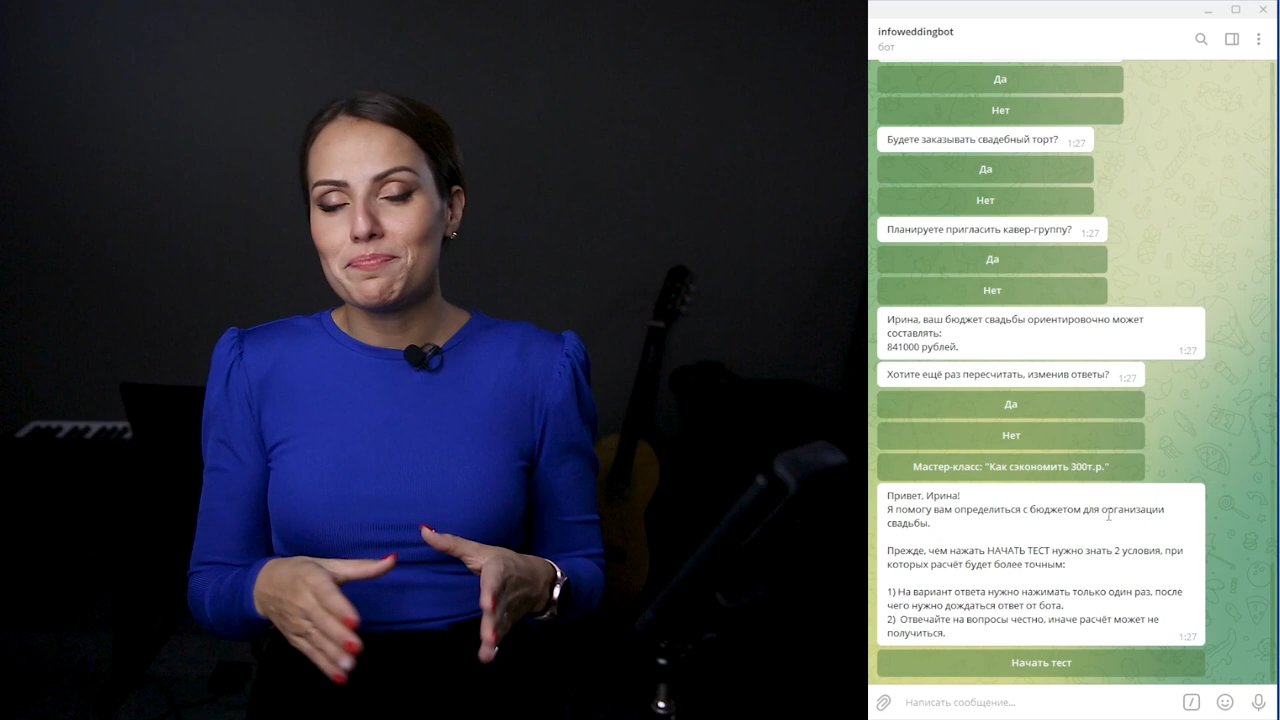 infoweddingbot
бот
Да
Нет
Будете заказывать свадебный торт? 1:27
Да
Нет
Планируете пригласить кавер-группу? 1:27
Да
Нет
Ирина, ваш бюджет свадьбы ориентировочно может
составлять:
841000 рублей. 1:27
Хотите ещё раз пересчитать, изменив ответы? 1:27
Да
Нет
Мастер-класс: "Как сэкономить 300т.р."
Привет, Ирина!
Я помогу вам определиться с бюджетом для организации
свадьбы.
Прежде, чем нажать НАЧАТЬ ТЕСТ нужно знать 2 условия, при
которых расчёт будет более точным:
1) На вариант ответа нужно нажимать только один раз, после
чего нужно дождаться ответ от бота.
2) Отвечайте на вопросы честно, иначе расчёт может не
получиться. 1:27
Начать тест
Написать сообщение...